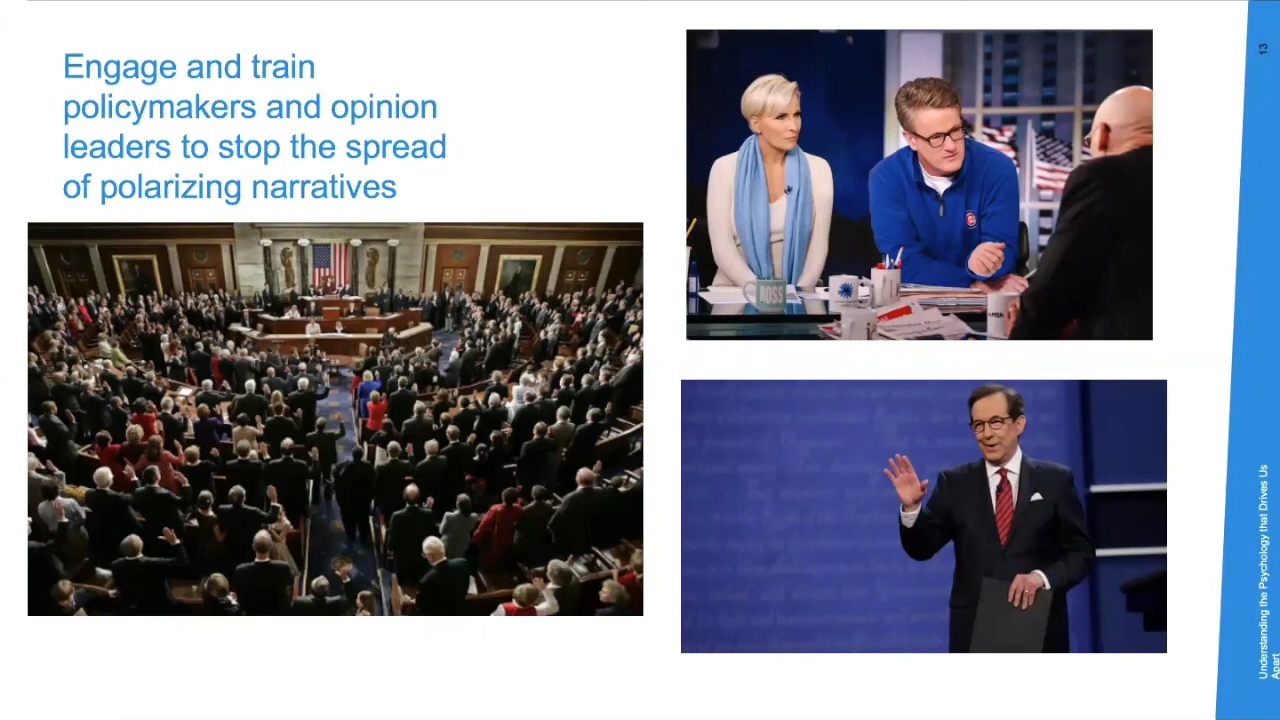 Engage and train
policymakers and opinion
leaders to stop the spread
of polarizing narratives
13
ROSS
Understanding the Psychology that Drives Us
Apart